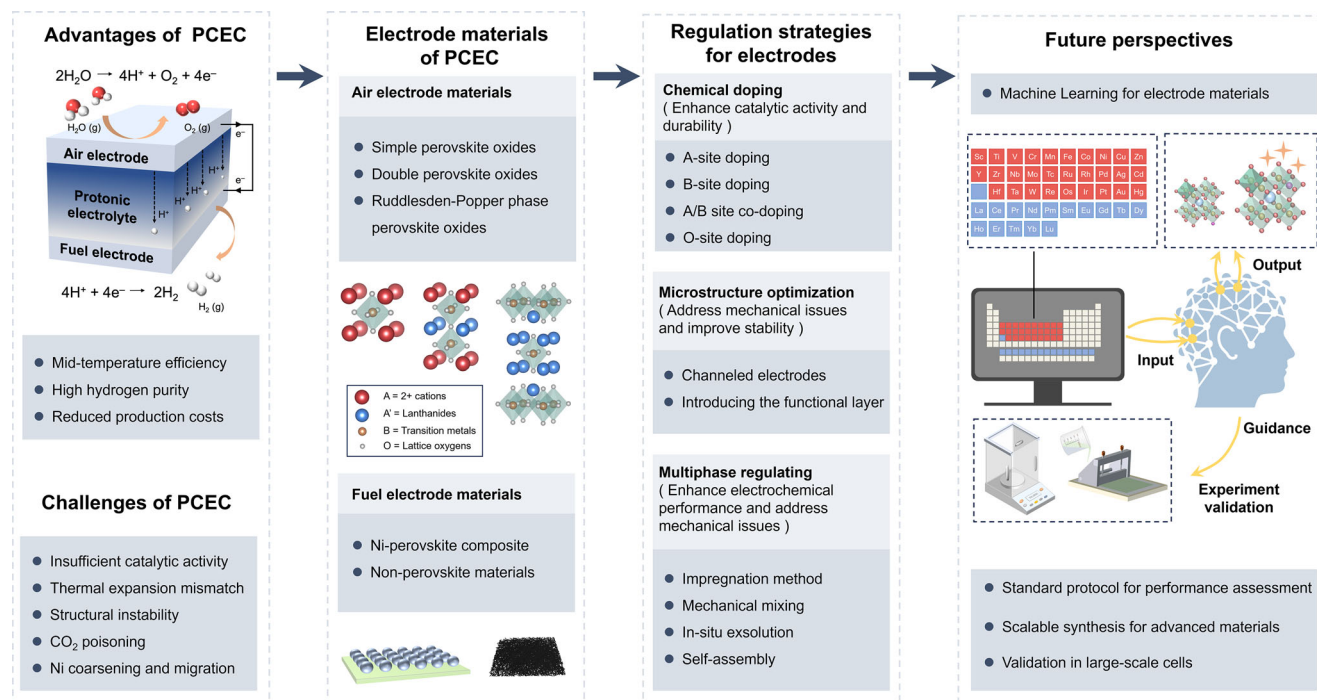 Advantages of PCEC
2H₂O → 4H⁺ + O₂ + 4e⁻
H₂O (g)
O₂ (g)
e⁻
Air electrode
H⁺
H⁺
H⁺
e⁻
Protonic
electrolyte
H⁺
Fuel electrode
4H⁺ + 4e⁻ → 2H₂
H₂ (g)
Mid-temperature efficiency
High hydrogen purity
Reduced production costs
Challenges of PCEC
Insufficient catalytic activity
Thermal expansion mismatch
Structural instability
CO₂ poisoning
Ni coarsening and migration
Electrode materials
of PCEC
Air electrode materials
Simple perovskite oxides
Double perovskite oxides
Ruddlesden-Popper phase
perovskite oxides
A = 2+ cations
A' = Lanthanides
B = Transition metals
O = Lattice oxygens
Fuel electrode materials
Ni-perovskite composite
Non-perovskite materials
Regulation strategies
for electrodes
Chemical doping
( Enhance catalytic activity and
durability )
A-site doping
B-site doping
A/B site co-doping
O-site doping
Microstructure optimization
( Address mechanical issues
and improve stability )
Channeled electrodes
Introducing the functional layer
Multiphase regulating
( Enhance electrochemical
performance and address
mechanical issues )
Impregnation method
Mechanical mixing
In-situ exsolution
Self-assembly
Future perspectives
Machine Learning for electrode materials
Sc Ti V Cr Mn Fe Co Ni Cu Zn
Y Zr Nb Mo Tc Ru Rh Pd Ag Cd
Hf Ta W Re Os Ir Pt Au Hg
La Ce Pr Nd Pm Sm Eu Gd Tb Dy
Ho Er Tm Yb Lu
Output
Input
Guidance
Experiment
validation
Standard protocol for performance assessment
Scalable synthesis for advanced materials
Validation in large-scale cells